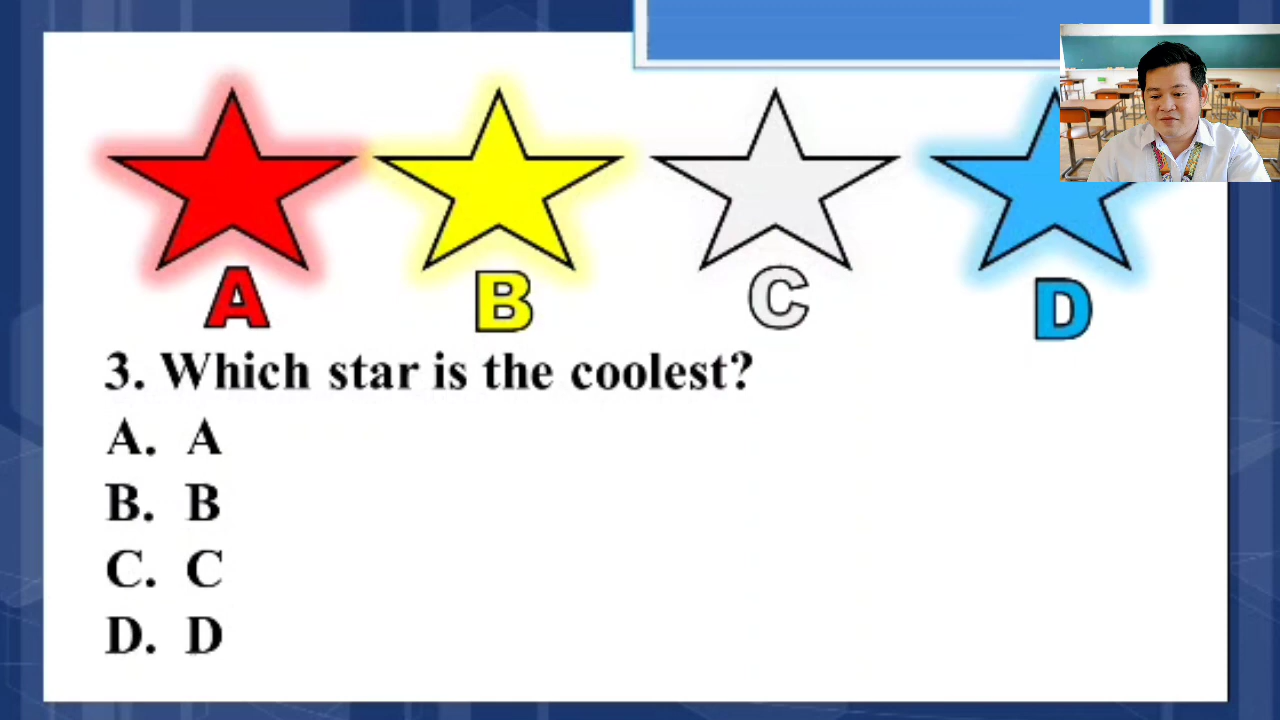 A B C D
3. Which star is the coolest?
A. A
B. B
C. C
D. D